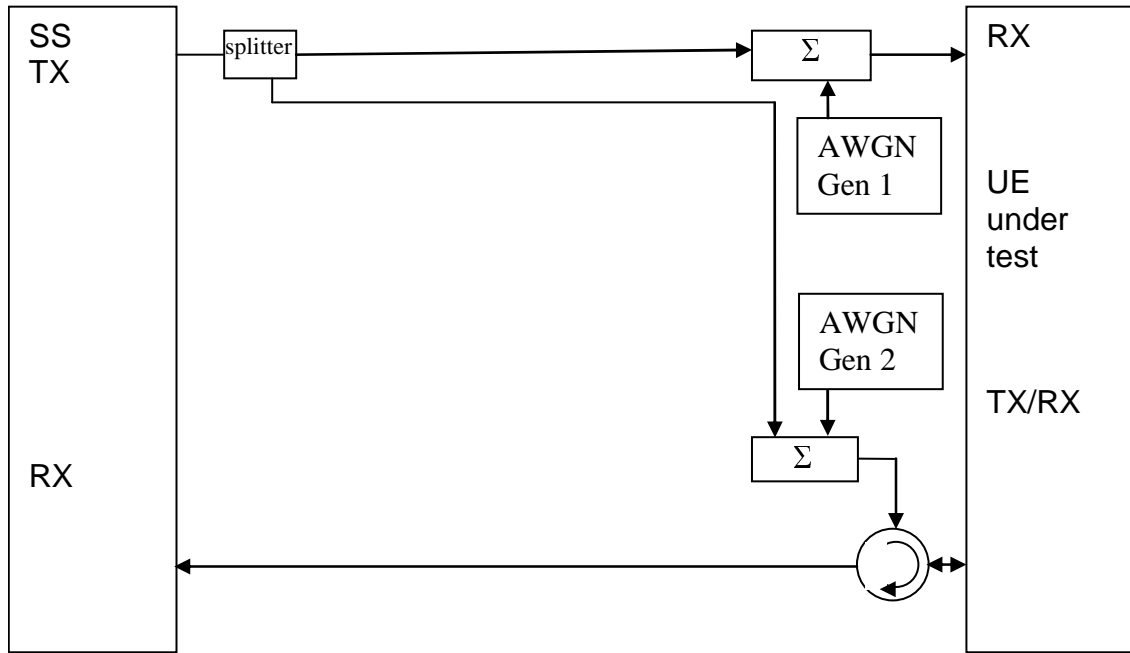 SS
TX
splitter
Σ
RX
AWGN
Gen 1
UE
under
test
AWGN
Gen 2
TX/RX
Σ
RX